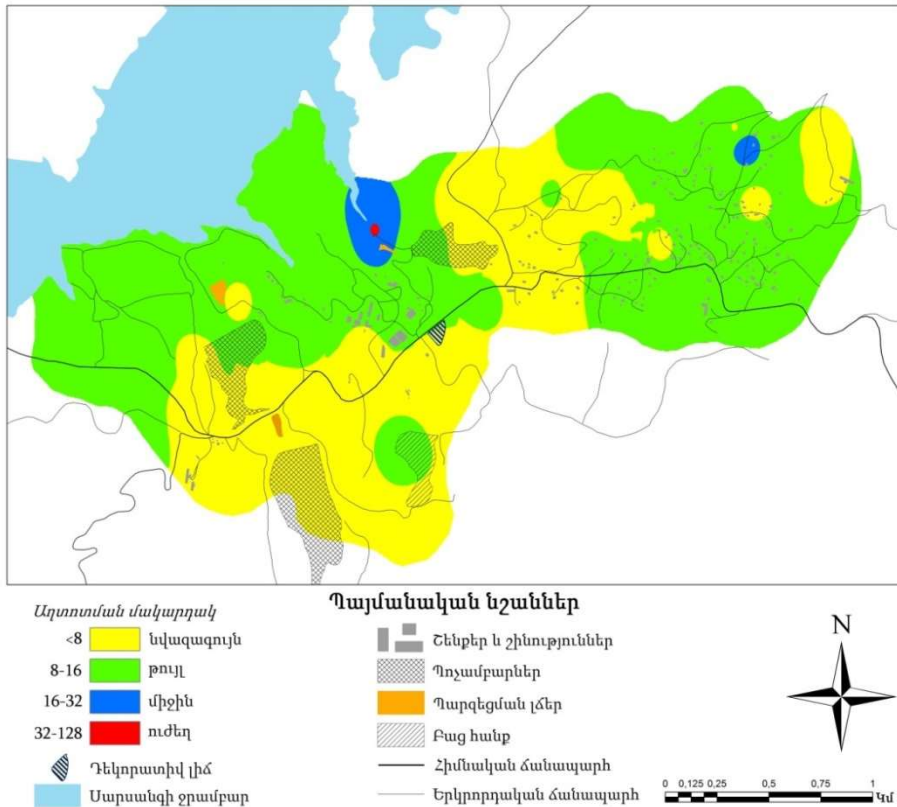 Պայմանական նշաններ
Աղտոտման մակարդակ
<8 նվազագույն
8-16 թույլ
16-32 միջին
32-128 ուժեղ
Դեկորատիվ լիճ
Սարսանգի ջրամբար
Շենքեր և շինություններ
Պոչամբարներ
Պարզեցման լճեր
Բաց հանք
Հիմնական ճանապարհ
Երկրորդական ճանապարհ
N
0 0,125 0,25 0,5 0,75 1 Կմ